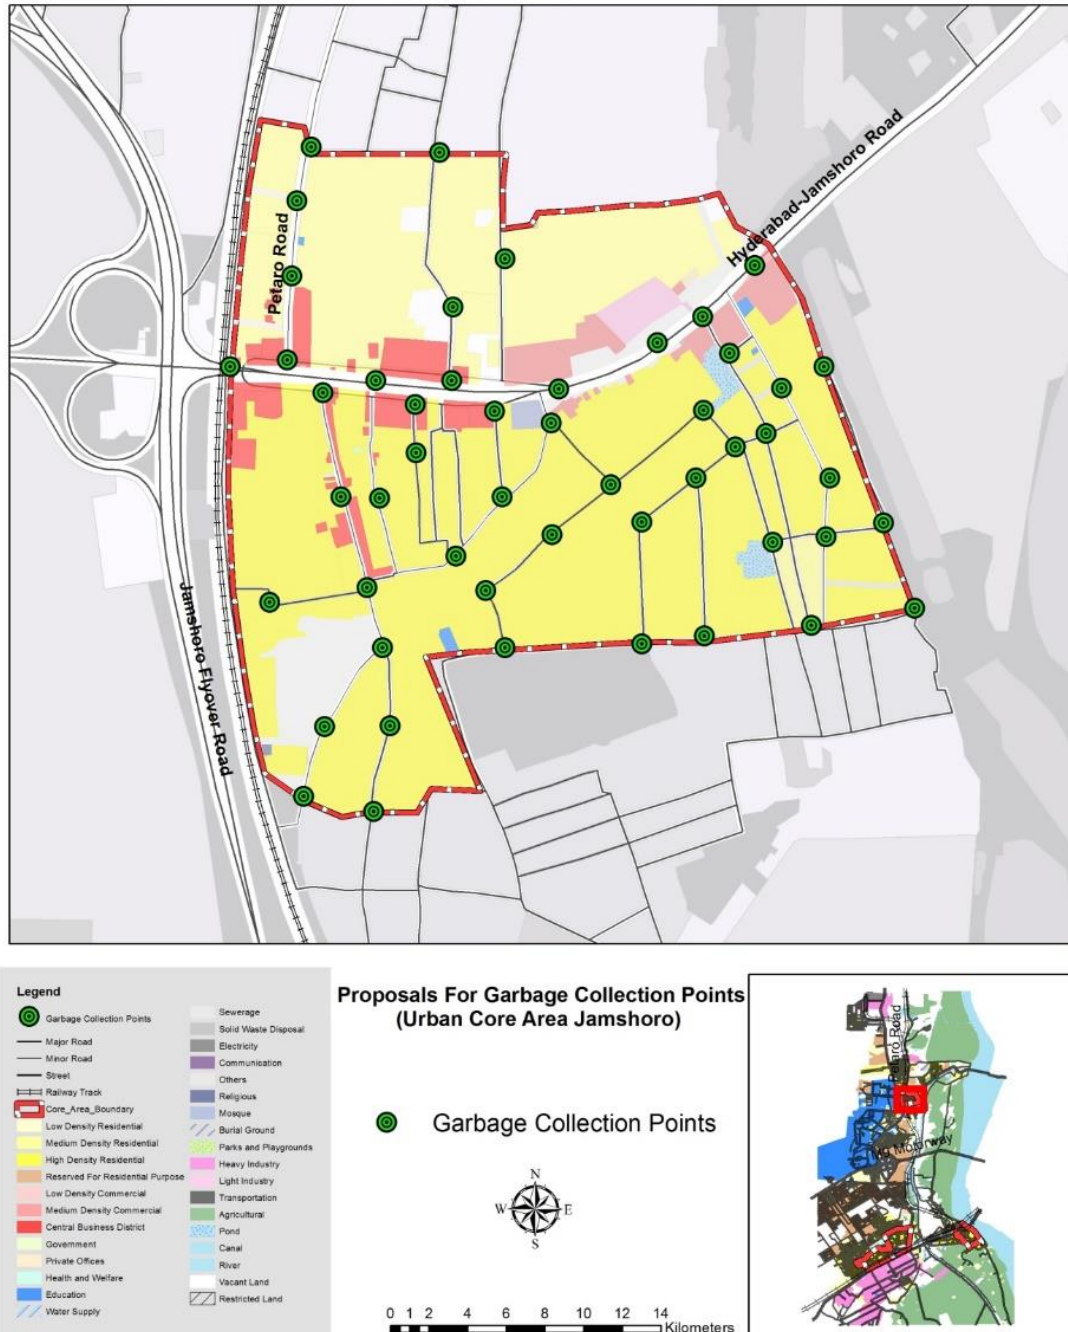 Hyderabad-Jamshoro Road
Petaro Road
Jamshoro Flyover Road
Legend
Garbage Collection Points
Major Road
Minor Road
Street
Railway Track
Core_Area_Boundary
Low Density Residential
Medium Density Residential
High Density Residential
Reserved For Residential Purpose
Low Density Commercial
Medium Density Commercial
Central Business District
Government
Private Offices
Health and Welfare
Education
Water Supply
Sewerage
Solid Waste Disposal
Electricity
Communication
Others
Religious
Mosque
Burial Ground
Parks and Playgrounds
Heavy Industry
Light Industry
Transportation
Agricultural
Pond
Canal
River
Vacant Land
Restricted Land
Proposals For Garbage Collection Points
(Urban Core Area Jamshoro)
Garbage Collection Points
N
W E
S
0 1 2 4 6 8 10 12 14
Kilometers
Petaro Road
M9 Motorway